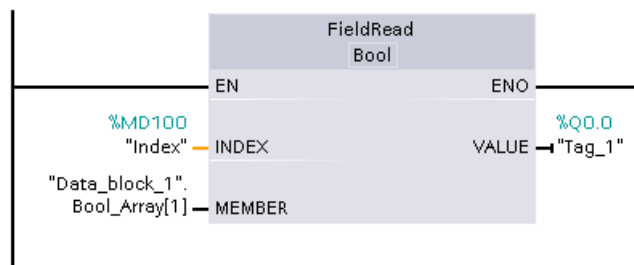 FieldRead
Bool
EN ENO
%MD100 %Q0.0
"Index" INDEX VALUE "Tag_1"
"Data_block_1".
Bool_Array[1] MEMBER